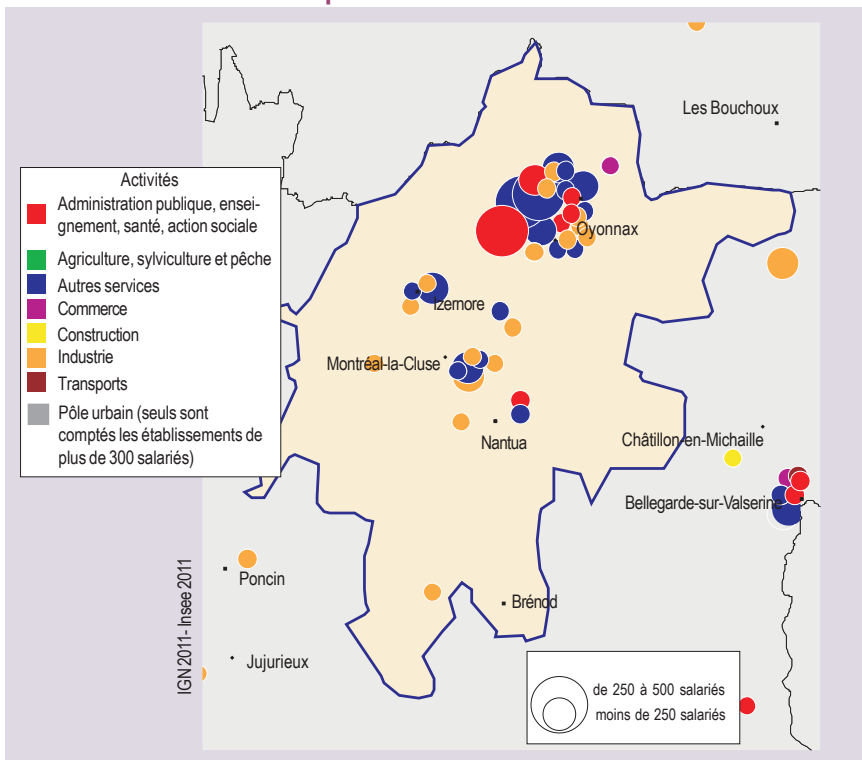 Les Bouchoux
Activités
Administration publique, ensei-
gnement, santé, action sociale
Agriculture, sylviculture et pêche
Autres services
Commerce
Construction
Industrie
Transports
Pôle urbain (seuls sont
comptés les établissements de
plus de 300 salariés)
Oyonnax
Izernore
Montréal-la-Cluse
Nantua
Châtillon-en-Michaille
Bellegarde-sur-Valserine
Poncin
Brénod
Jujurieux
IGN 2011- Insee 2011
de 250 à 500 salariés
moins de 250 salariés